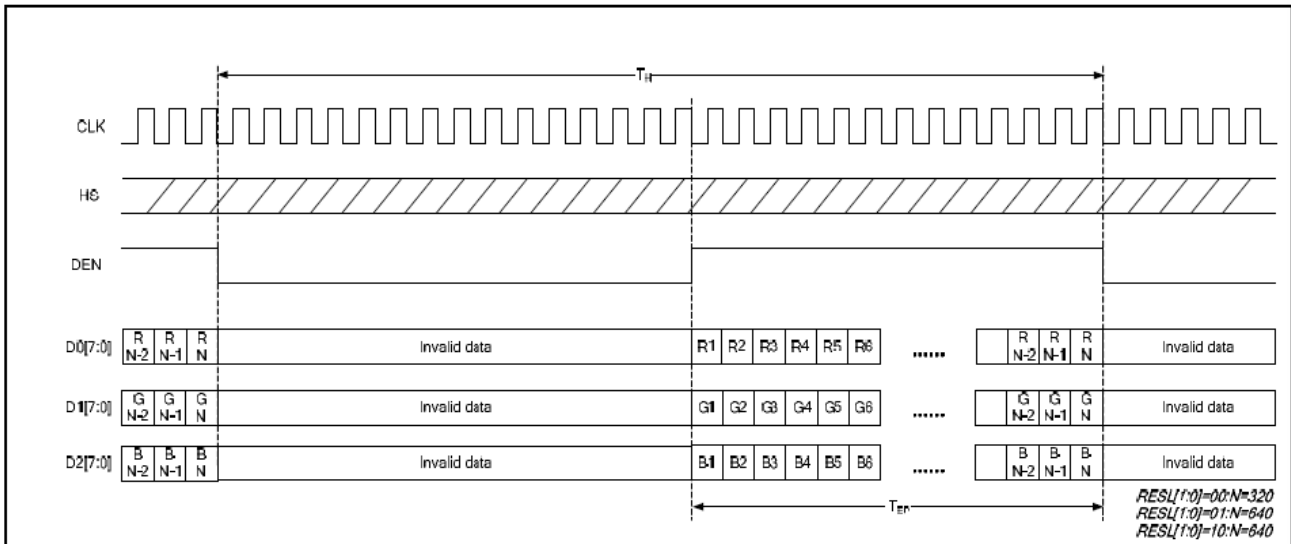 TH
CLK
HS
DEN
D0[7:0] R N-2 R N-1 R N Invalid data R1 R2 R3 R4 R5 R6 ...... R N-2 R N-1 R N Invalid data
D1[7:0] G N-2 G N-1 G N Invalid data G1 G2 G3 G4 G5 G6 ...... G N-2 G N-1 G N Invalid data
D2[7:0] B N-2 B N-1 B N Invalid data B1 B2 B3 B4 B5 B6 ...... B N-2 B N-1 B N Invalid data
TEP
RESL[1:0]=00:N=320
RESL[1:0]=01:N=640
RESL[1:0]=10:N=640